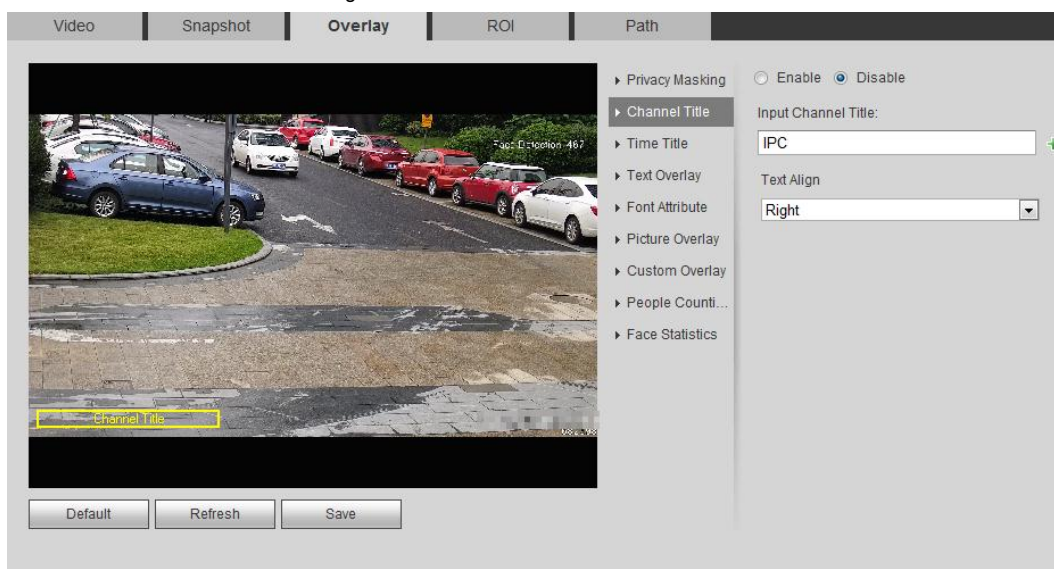 Video Snapshot Overlay ROI Path
Privacy Masking
Channel Title
Time Title
Text Overlay
Font Attribute
Picture Overlay
Custom Overlay
People Counti...
Face Statistics
Enable Disable
Input Channel Title:
IPC
Text Align
Right
Face Detection 467
Channel Title
Default Refresh Save